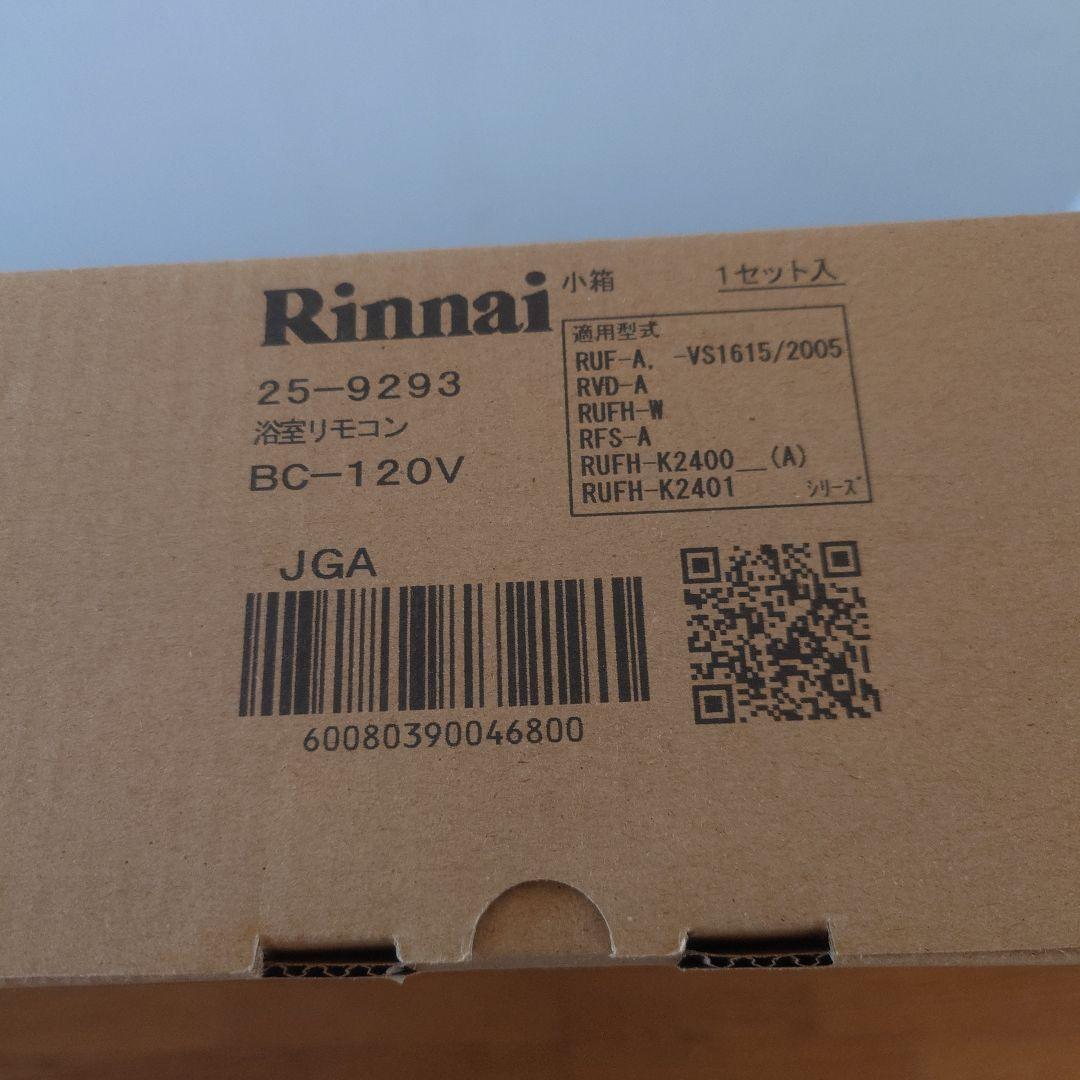 Rinnai
小箱
1セット入
25-9293
浴室リモコン
BC-120V
適用型式
RUF-A, -VS1615/2005
RVD-A
RUFH-W
RFS-A
RUFH-K2400__(A)
RUFH-K2401 シリーズ
JGA
60080390046800